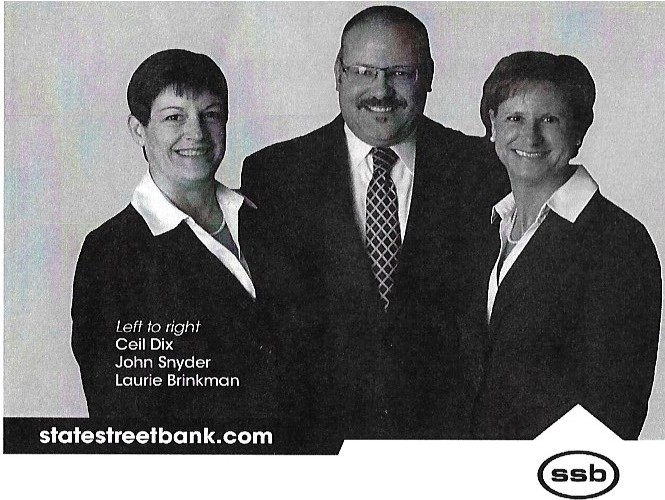 Left to right
Ceil Dix
John Snyder
Laurie Brinkman
statestreetbank.com
ssb